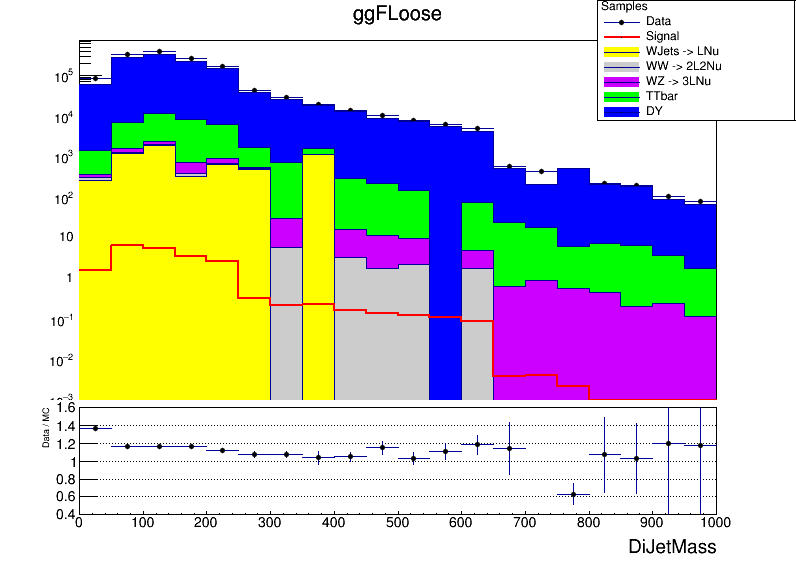 ggFLoose
Samples
Data
Signal
WJets -> LNu
WW -> 2L2Nu
WZ -> 3LNu
TTbar
DY
10^5
10^4
10^3
10^2
10
1
10^−1
10^−2
1.6
1.4
1.2
1
0.8
0.6
0.4
Data / MC
0 100 200 300 400 500 600 700 800 900 1000
DiJetMass